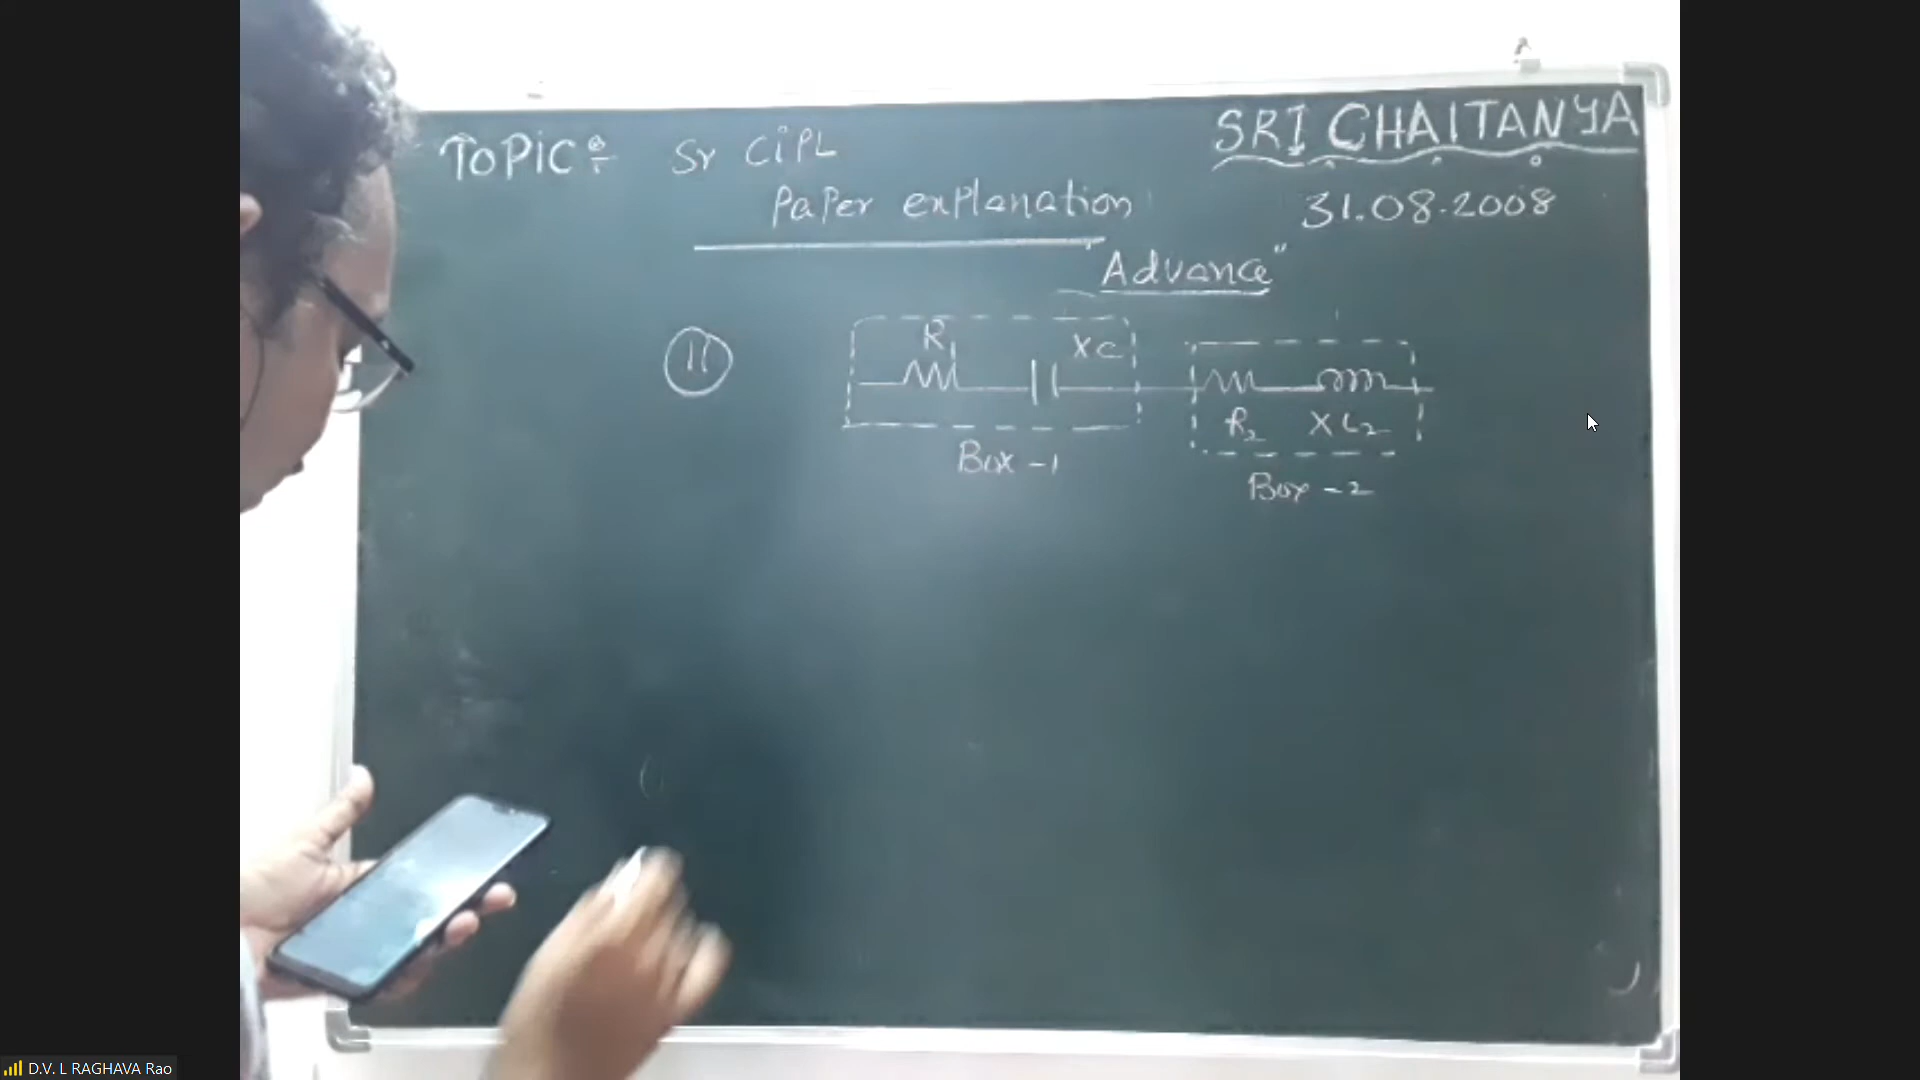 SRI CHAITANYA
TOPIC:- Sr CIPL
Paper explanation
31.08.2008
"Advance"
11
R1 XC
R2 XL2
Box -1
Box -2
D.V. L RAGHAVA Rao